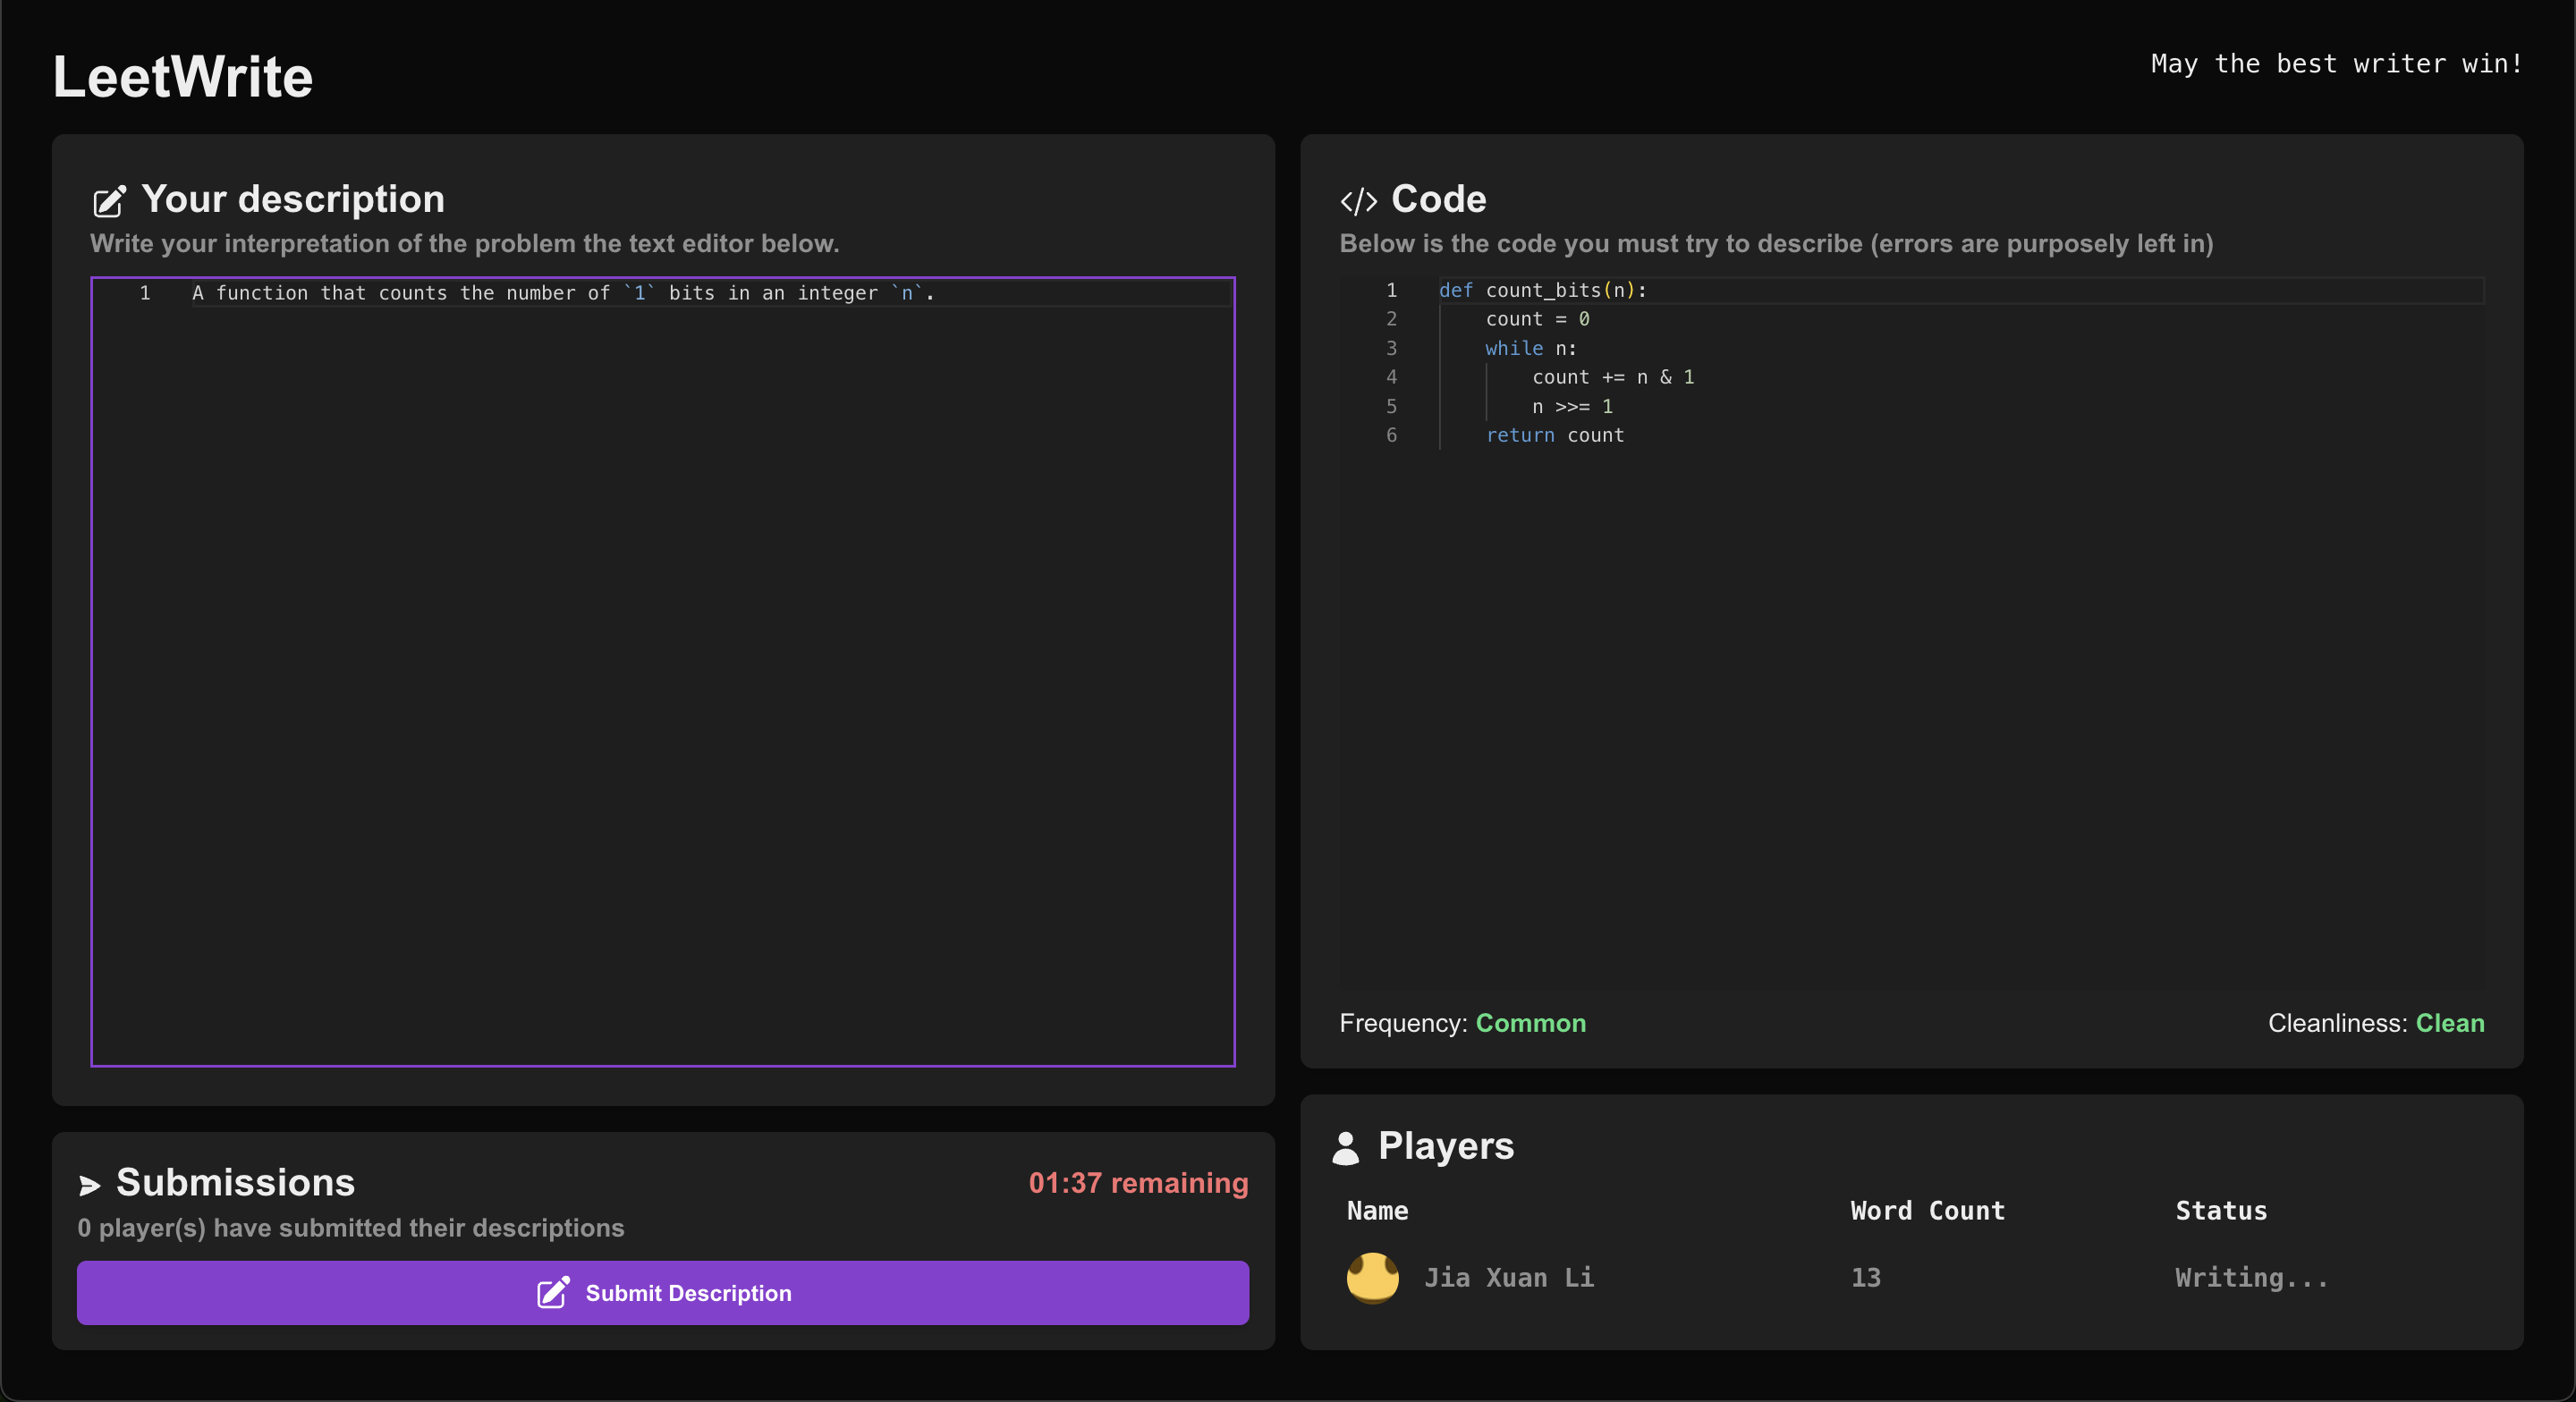 LeetWrite
May the best writer win!
Your description
Write your interpretation of the problem the text editor below.
1 A function that counts the number of `1` bits in an integer `n`.
Submissions
01:37 remaining
0 player(s) have submitted their descriptions
Submit Description
</> Code
Below is the code you must try to describe (errors are purposely left in)
1 def count_bits(n):
2     count = 0
3     while n:
4         count += n & 1
5         n >>= 1
6     return count
Frequency: Common
Cleanliness: Clean
Players
Name Word Count Status
Jia Xuan Li 13 Writing...